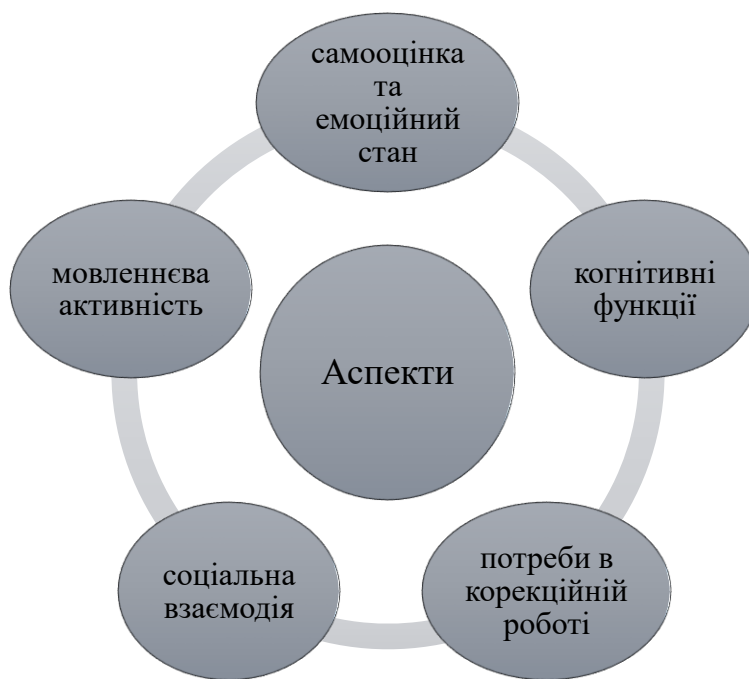 самооцінка
та
емоційний
стан
мовленнєва
активність
когнітивні
функції
Аспекти
соціальна
взаємодія
потреби в
корекційній
роботі